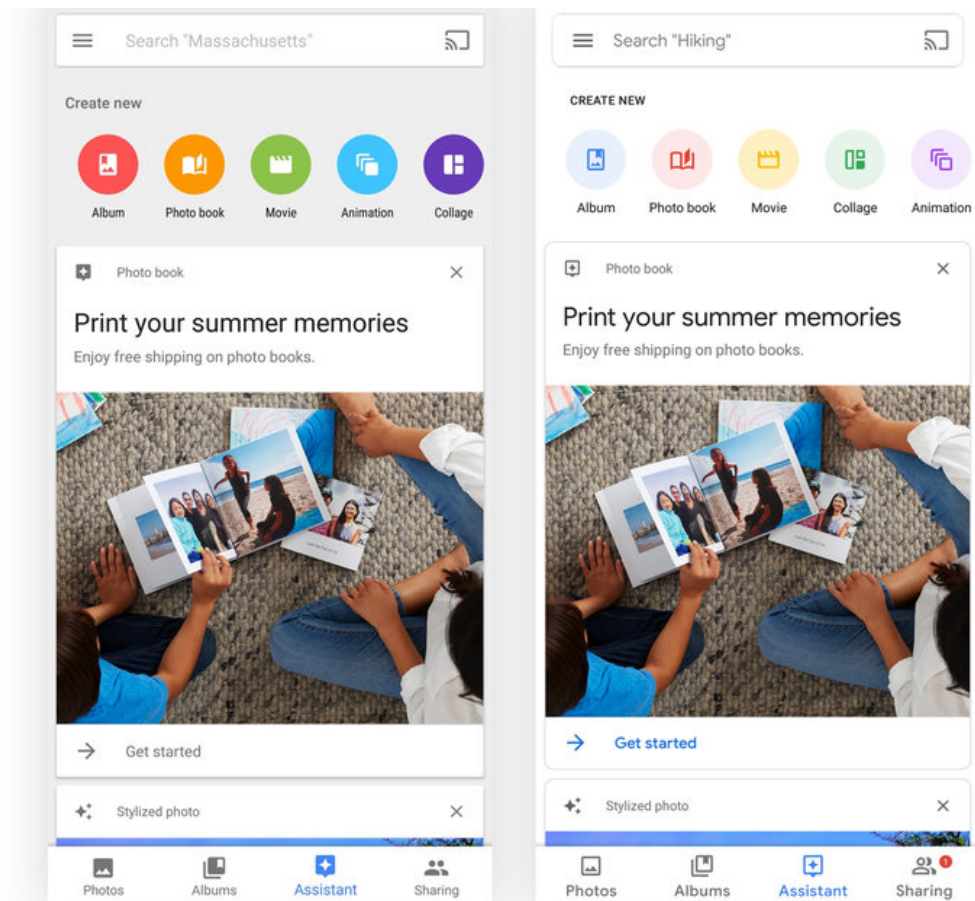 Search "Massachusetts"
Create new
Album Photo book Movie Animation Collage
Photo book
Print your summer memories
Enjoy free shipping on photo books.
Get started
Stylized photo
Photos Albums Assistant Sharing
Search "Hiking"
CREATE NEW
Album Photo book Movie Collage Animation
Photo book
Print your summer memories
Enjoy free shipping on photo books.
Get started
Stylized photo
1
Photos Albums Assistant Sharing